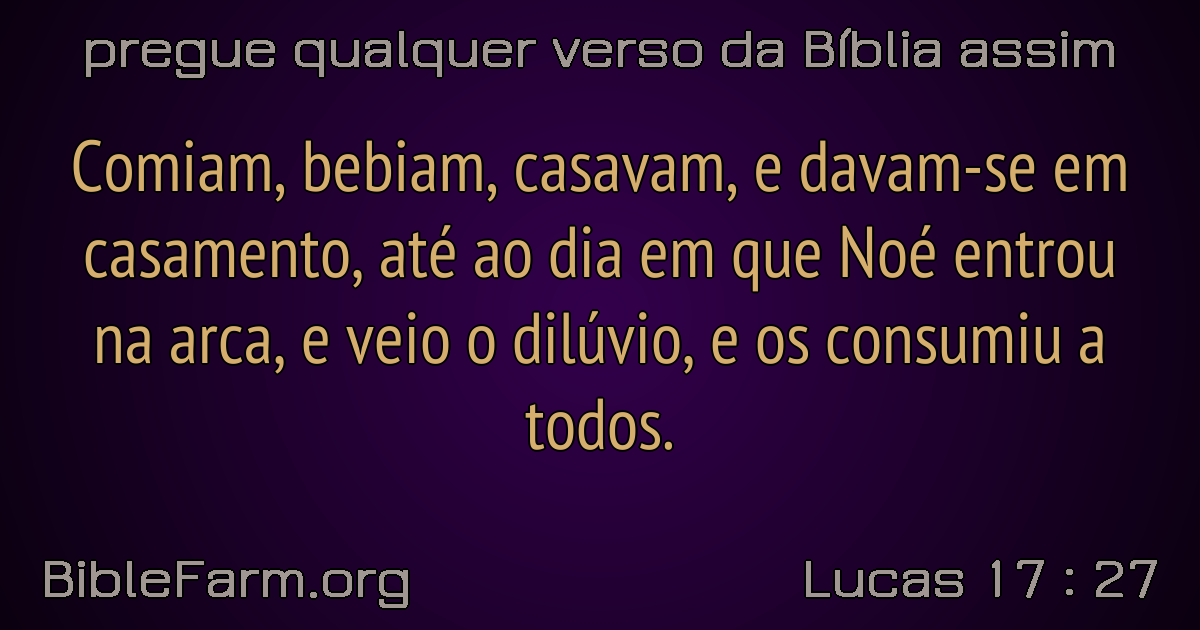 pregue qualquer verso da Bíblia assim
Comiam, bebiam, casavam, e davam-se em
casamento, até ao dia em que Noé entrou
na arca, e veio o dilúvio, e os consumiu a
todos.
BibleFarm.org
Lucas 17 : 27